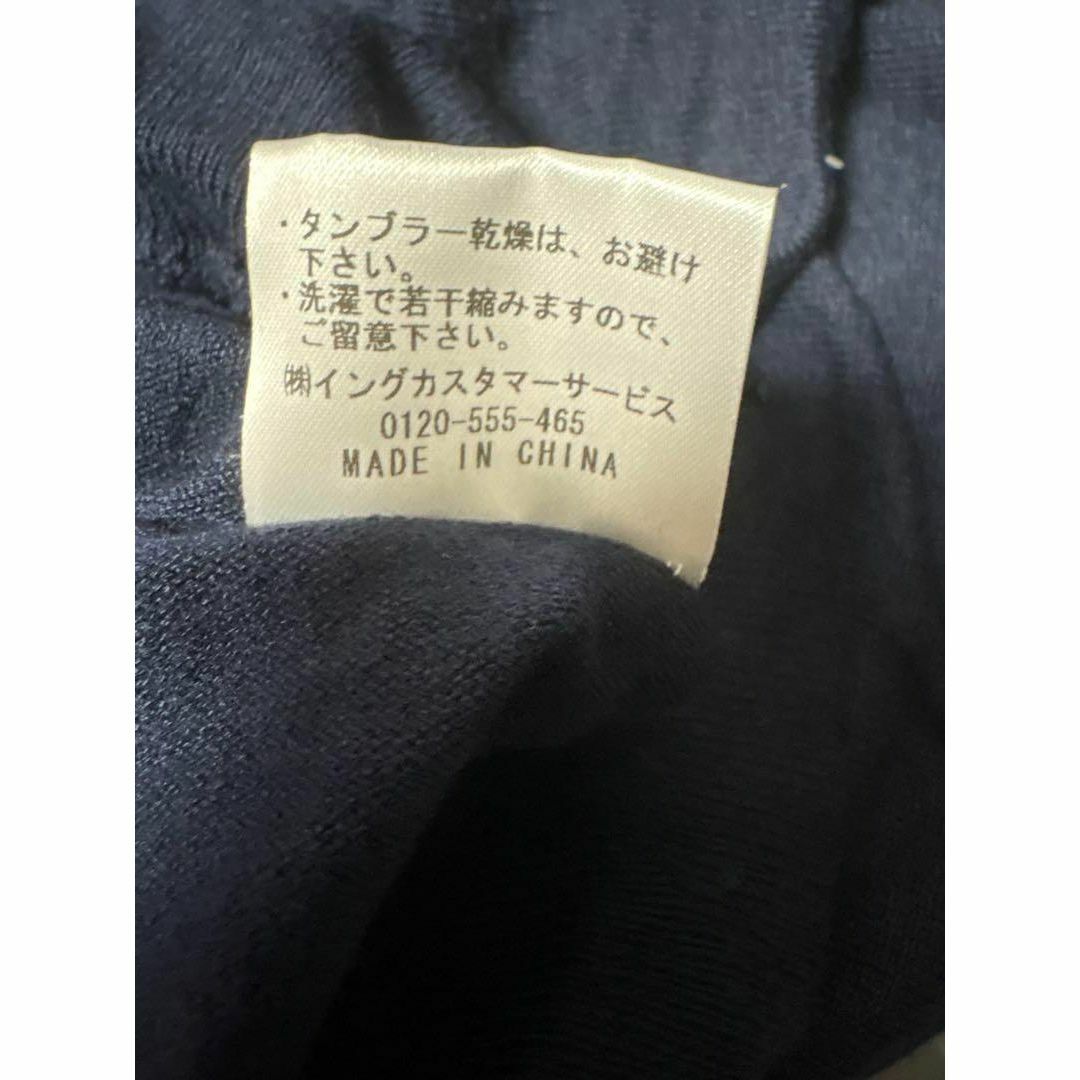 ・タンブラー乾燥は、お避け
下さい。
・洗濯で若干縮みますので、
ご留意下さい。
㈱イングカスタマーサービス
0120-555-465
MADE IN CHINA